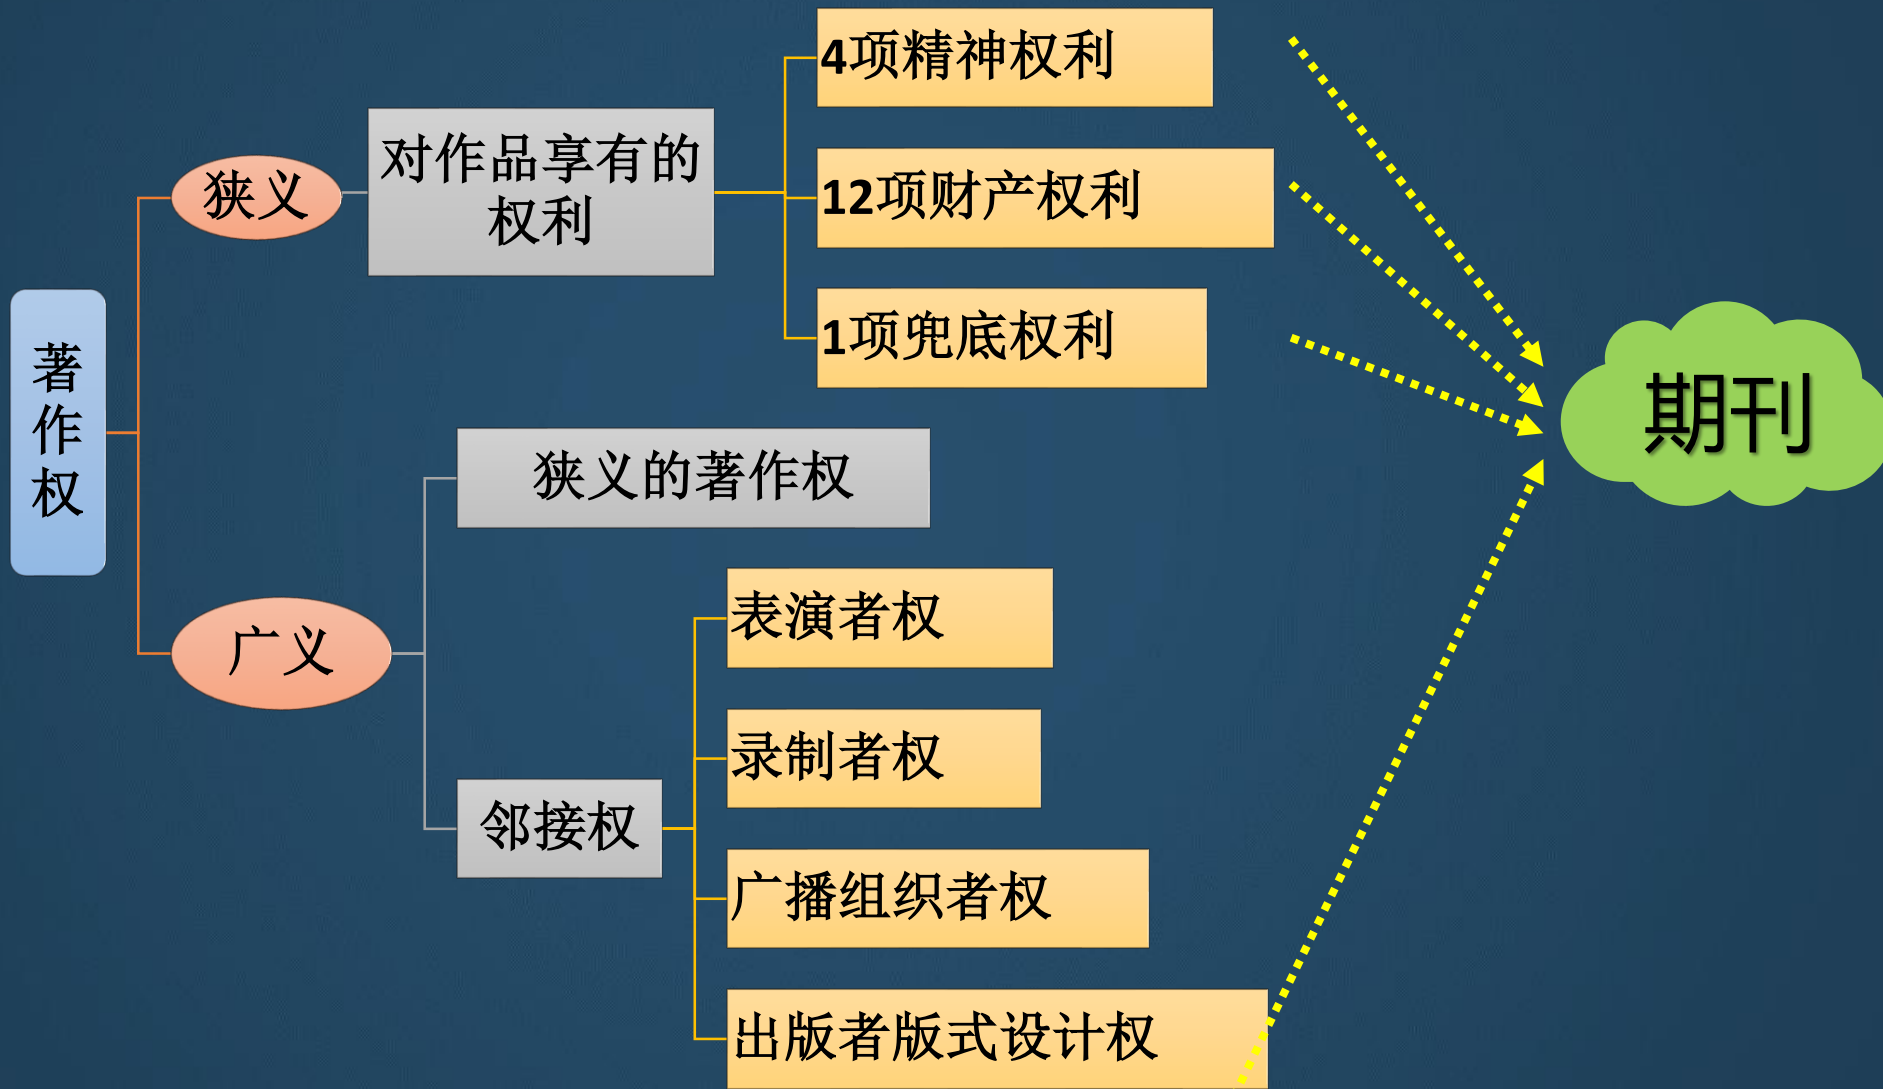 著
作
权
狭义
对作品享有的
权利
4项精神权利
12项财产权利
1项兜底权利
广义
狭义的著作权
邻接权
表演者权
录制者权
广播组织者权
出版者版式设计权
期刊